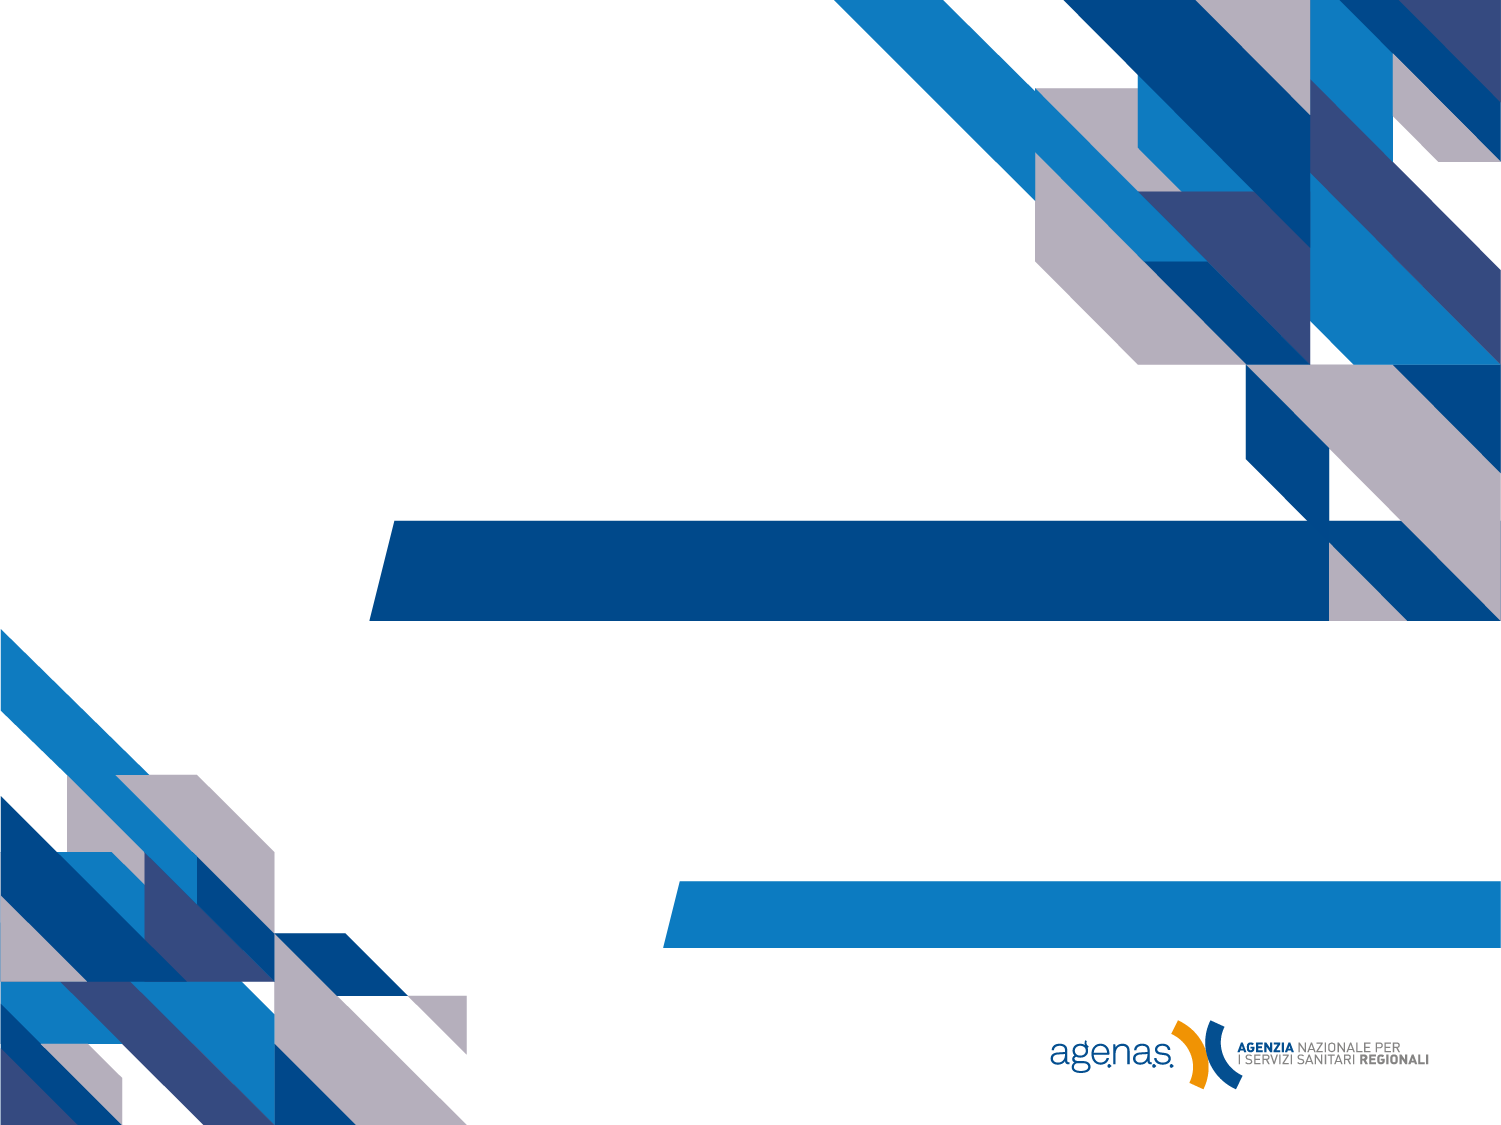 agenas.
AGENZIA NAZIONALE PER
I SERVIZI SANITARI REGIONALI